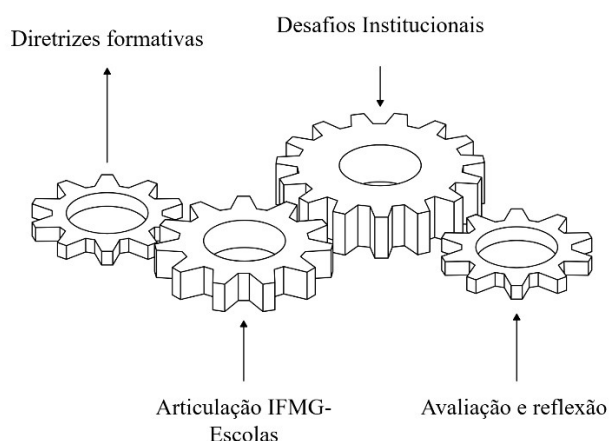 Desafios Institucionais
Diretrizes formativas
Articulação IFMG-
Escolas
Avaliação e reflexão